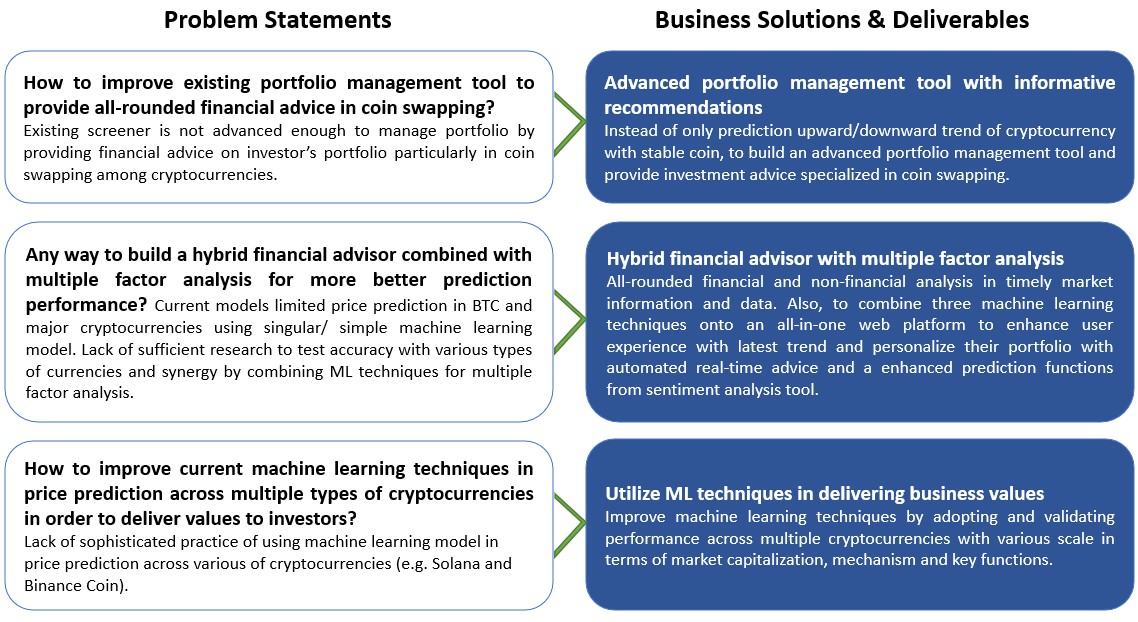 Problem Statements
Business Solutions & Deliverables
How to improve existing portfolio management tool to
provide all-rounded financial advice in coin swapping?
Existing screener is not advanced enough to manage portfolio by
providing financial advice on investor's portfolio particularly in coin
swapping among cryptocurrencies.
Advanced portfolio management tool with informative
recommendations
Instead of only prediction upward/downward trend of cryptocurrency
with stable coin, to build an advanced portfolio management tool and
provide investment advice specialized in coin swapping.
Any way to build a hybrid financial advisor combined with
multiple factor analysis for more better prediction
performance? Current models limited price prediction in BTC and
major cryptocurrencies using singular/ simple machine learning
model. Lack of sufficient research to test accuracy with various types
of currencies and synergy by combining ML techniques for multiple
factor analysis.
Hybrid financial advisor with multiple factor analysis
All-rounded financial and non-financial analysis in timely market
information and data. Also, to combine three machine learning
techniques onto an all-in-one web platform to enhance user
experience with latest trend and personalize their portfolio with
automated real-time advice and a enhanced prediction functions
from sentiment analysis tool.
How to improve current machine learning techniques in
price prediction across multiple types of cryptocurrencies
in order to deliver values to investors?
Lack of sophisticated practice of using machine learning model in
price prediction across various of cryptocurrencies (e.g. Solana and
Binance Coin).
Utilize ML techniques in delivering business values
Improve machine learning techniques by adopting and validating
performance across multiple cryptocurrencies with various scale in
terms of market capitalization, mechanism and key functions.